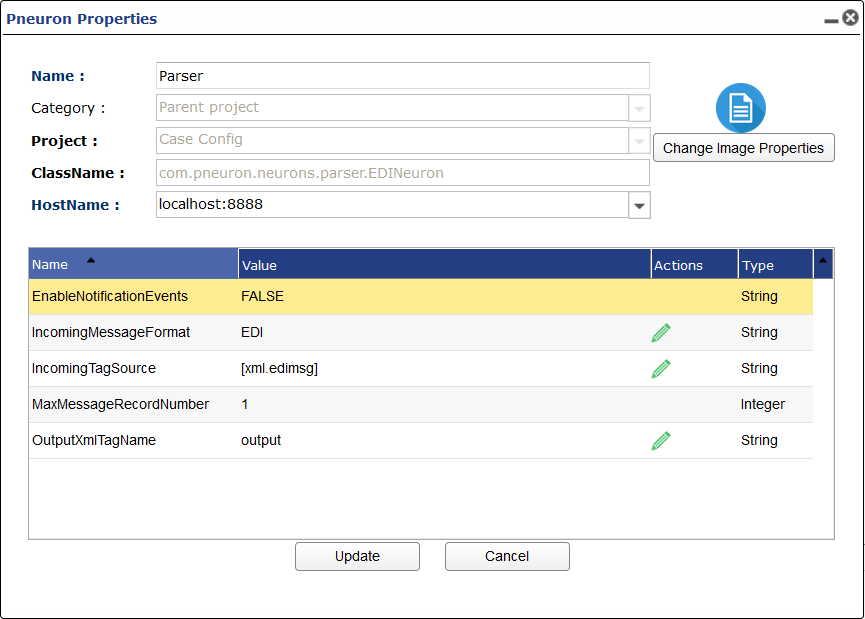 Pneuron Properties
Name :
Parser
Category :
Parent project
Project :
Case Config
Change Image Properties
ClassName :
com.pneuron.neurons.parser.EDINeuron
HostName :
localhost:8888
Name Value Actions Type
EnableNotificationEvents FALSE String
IncomingMessageFormat EDI String
IncomingTagSource [xml.edimsg] String
MaxMessageRecordNumber 1 Integer
OutputXmlTagName output String
Update Cancel